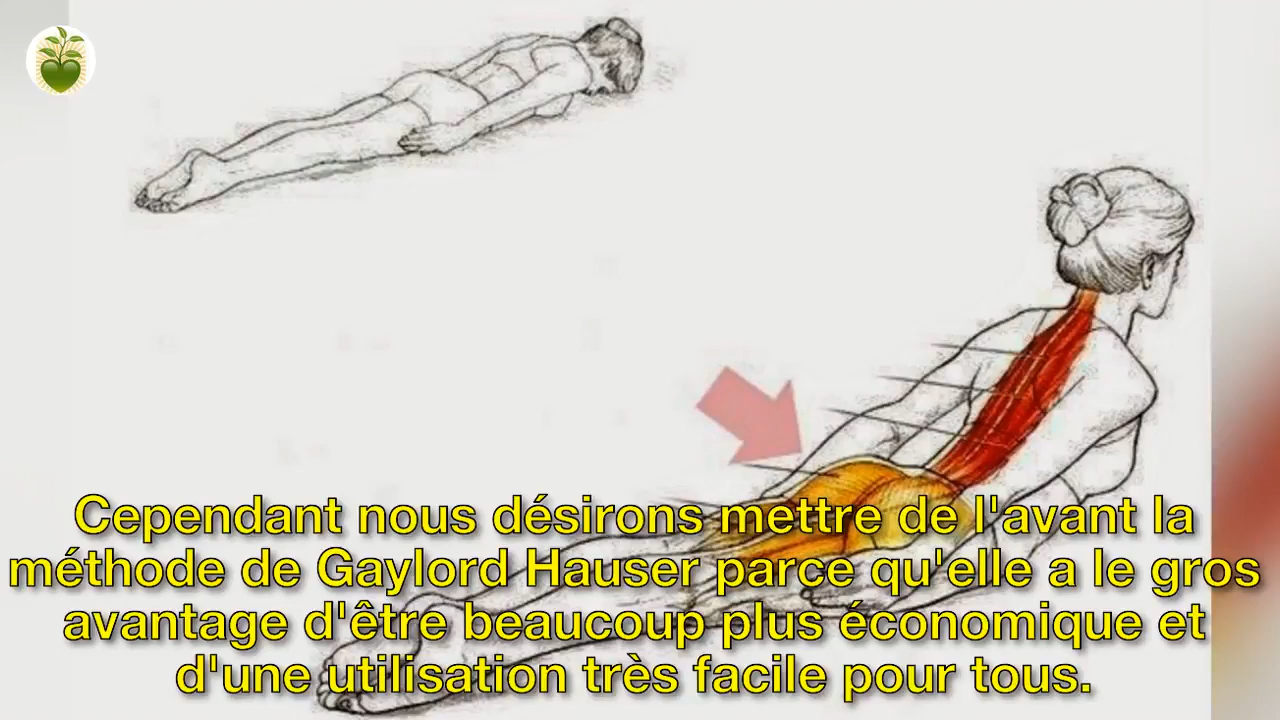 Cependant nous désirons mettre de l'avant la
méthode de Gaylord Hauser parce qu'elle a le gros
avantage d'être beaucoup plus économique et
d'une utilisation très facile pour tous.